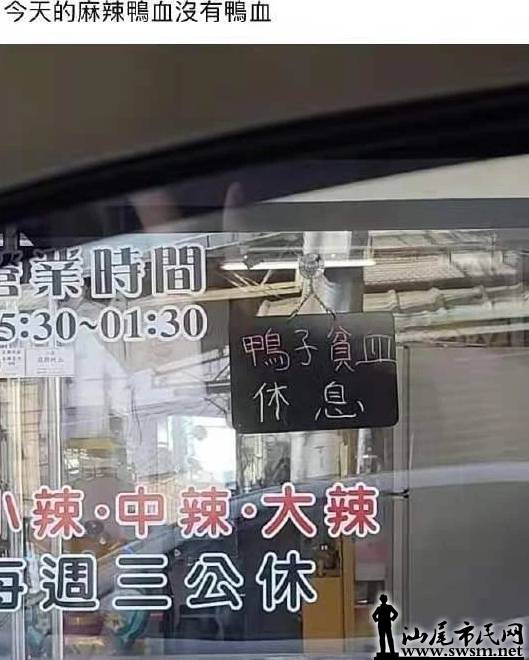 今天的麻辣鴨血沒有鴨血
營業時間
5:30~01:30
鴨子貧血
休息
小辣·中辣·大辣
每週三公休
汕尾市民网
www.swsm.net